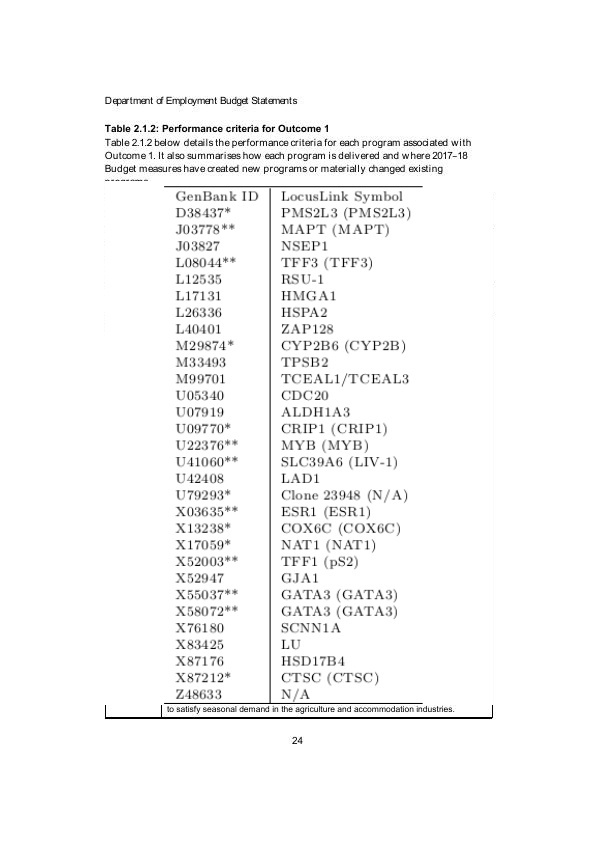 Department of Employment Budget Statements
Table 2.1.2: Performance criteria for Outcome 1
Table 2.1.2 below details the performance criteria for each program associated with
Outcome 1. It also summarises how each program is delivered and where 2017–18
Budget measures have created new programs or materially changed existing
GenBank ID LocusLink Symbol
D38437* PMS2L3 (PMS2L3)
J03778** MAPT (MAPT)
J03827 NSEP1
L08044** TFF3 (TFF3)
L12535 RSU-1
L17131 HMGA1
L26336 HSPA2
L40401 ZAP128
M29874* CYP2B6 (CYP2B)
M33493 TPSB2
M99701 TCEAL1/TCEAL3
U05340 CDC20
U07919 ALDH1A3
U09770* CRIP1 (CRIP1)
U22376** MYB (MYB)
U41060** SLC39A6 (LIV-1)
U42408 LAD1
U79293* Clone 23948 (N/A)
X03635** ESR1 (ESR1)
X13238* COX6C (COX6C)
X17059* NAT1 (NAT1)
X52003** TFF1 (pS2)
X52947 GJA1
X55037** GATA3 (GATA3)
X58072** GATA3 (GATA3)
X76180 SCNN1A
X83425 LU
X87176 HSD17B4
X87212* CTSC (CTSC)
Z48633 N/A
to satisfy seasonal demand in the agriculture and accommodation industries.
24